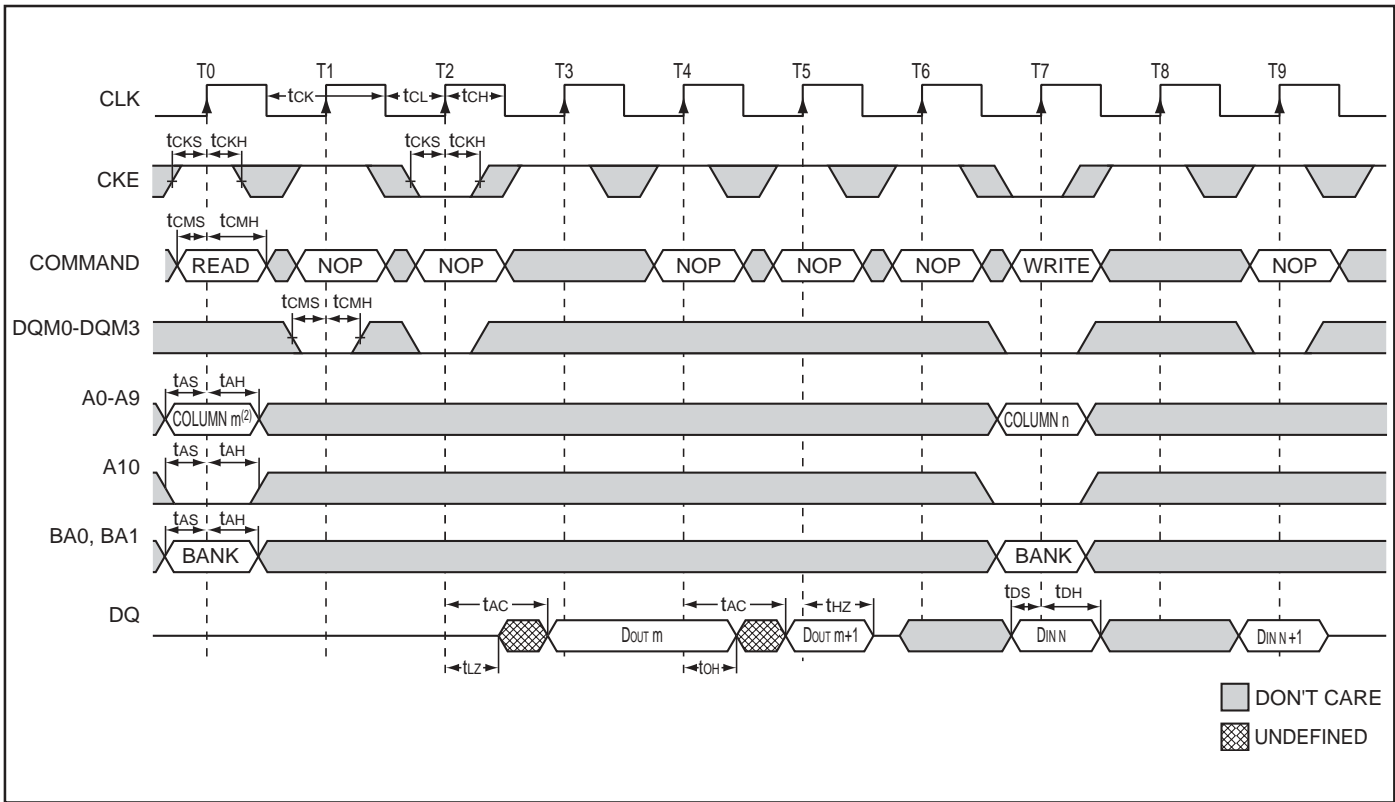 T0 T1 T2 T3 T4 T5 T6 T7 T8 T9
CLK tCK tCL tCH
tCKS tCKH tCKS tCKH
CKE
tCMS tCMH
COMMAND READ NOP NOP NOP NOP NOP WRITE NOP
tCMS tCMH
DQM0-DQM3
tAS tAH
A0-A9 COLUMN m(2) COLUMN n
tAS tAH
A10
tAS tAH
BA0, BA1 BANK BANK
tAC tAC tHZ tDS tDH
DQ DOUT m DOUT m+1 DIN N DIN N+1
tLZ tOH
DON'T CARE
UNDEFINED